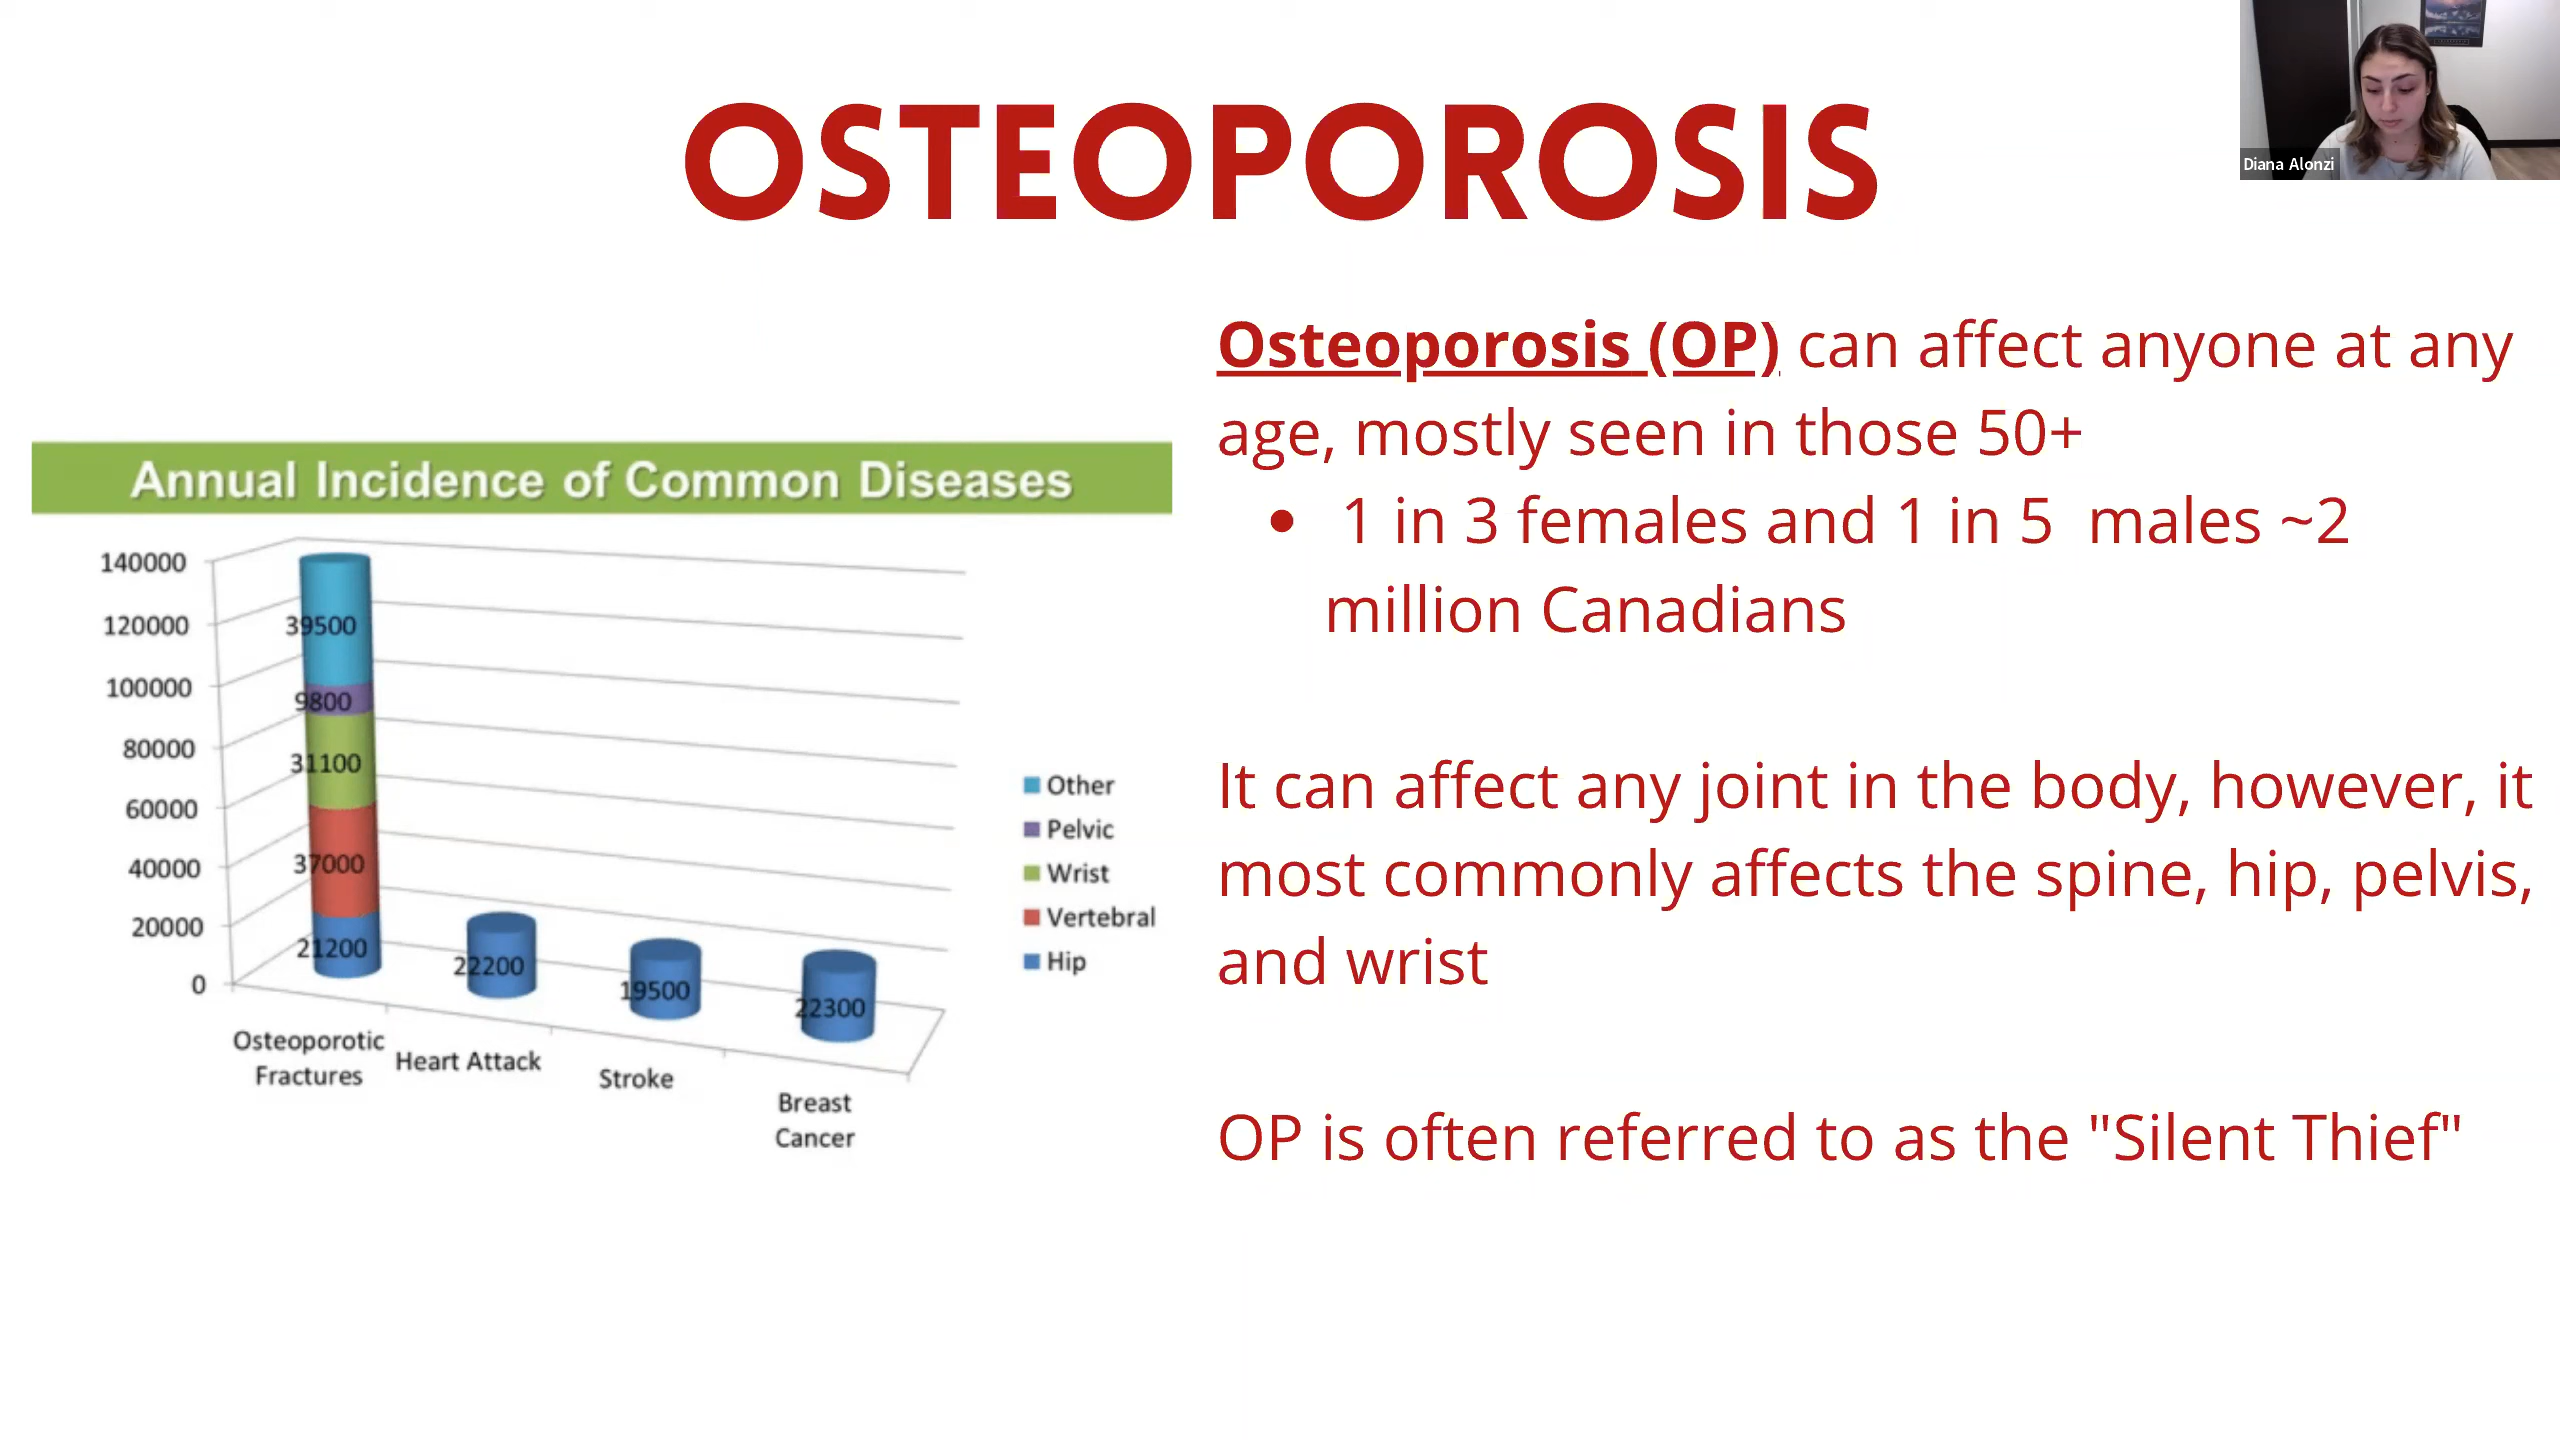 OSTEOPOROSIS
Diana Alonzi
Annual Incidence of Common Diseases
140000
120000
100000
80000
60000
40000
20000
0
39500
9800
31100
37000
21200
22200
19500
22300
Osteoporotic
Fractures
Heart Attack
Stroke
Breast
Cancer
Other
Pelvic
Wrist
Vertebral
Hip
Osteoporosis (OP) can affect anyone at any
age, mostly seen in those 50+
• 1 in 3 females and 1 in 5 males ~2
million Canadians
It can affect any joint in the body, however, it
most commonly affects the spine, hip, pelvis,
and wrist
OP is often referred to as the "Silent Thief"